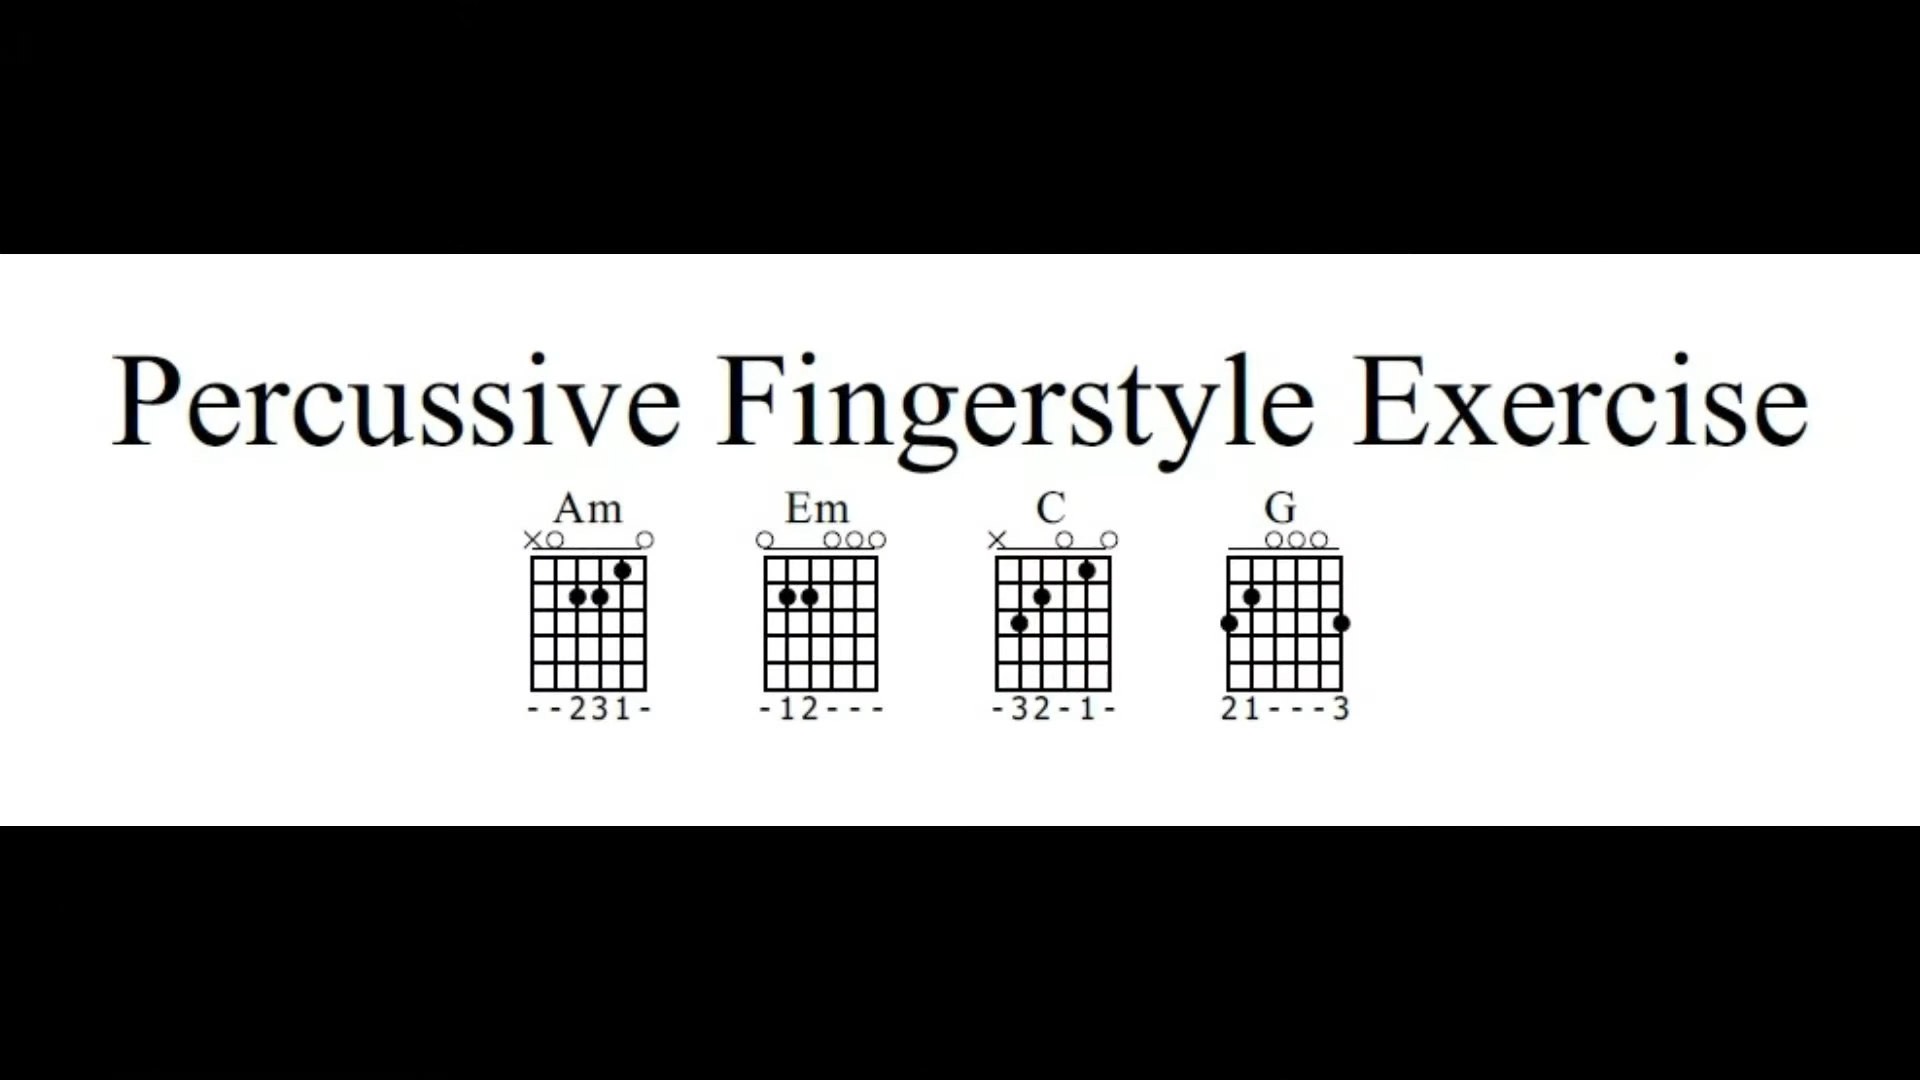 Percussive Fingerstyle Exercise
Am Em C G
--231- -12--- -32-1- 21---3